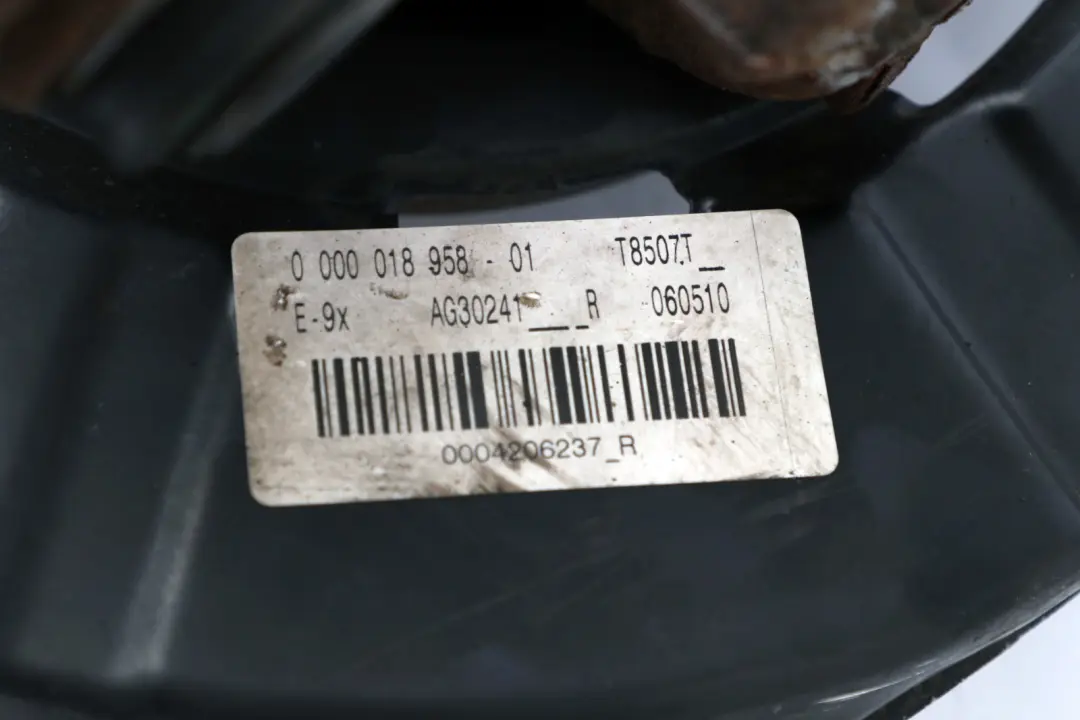 0 000 018 958 - 01 T8507T__
E-9x AG30241___R 060510
0004206237_R